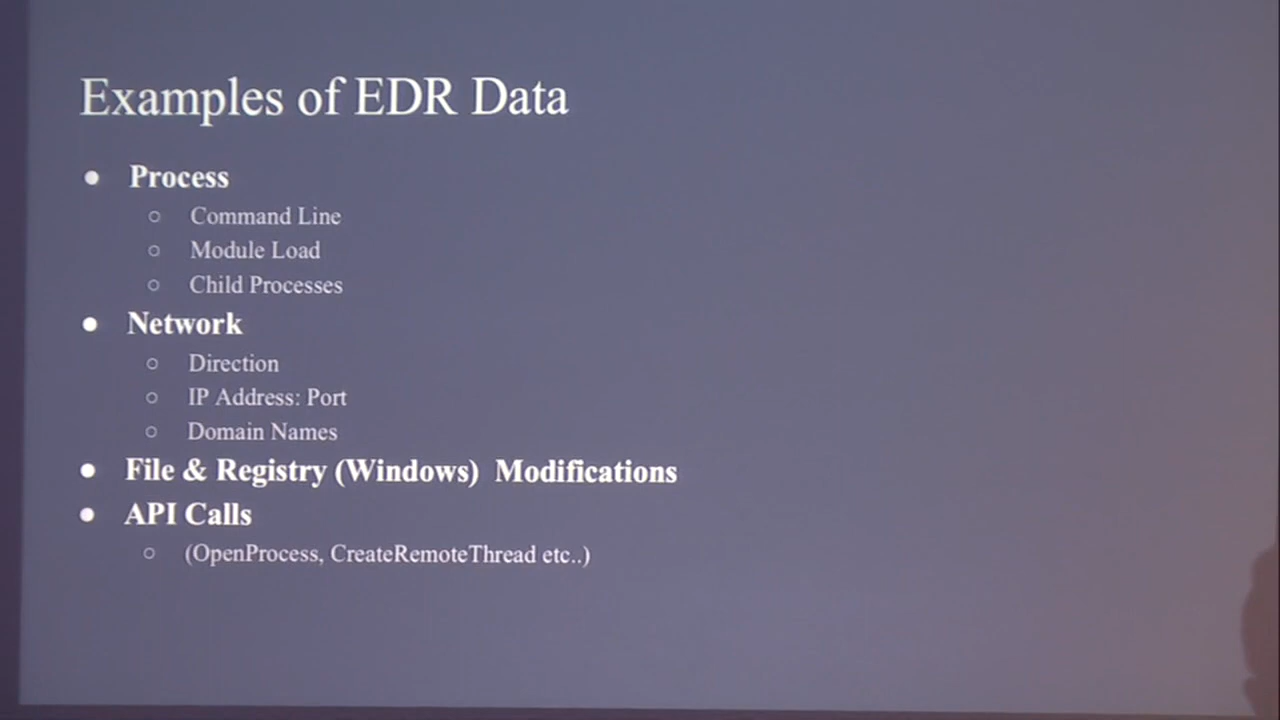 Examples of EDR Data
● Process
○ Command Line
○ Module Load
○ Child Processes
● Network
○ Direction
○ IP Address: Port
○ Domain Names
● File & Registry (Windows)  Modifications
● API Calls
○ (OpenProcess, CreateRemoteThread etc..)